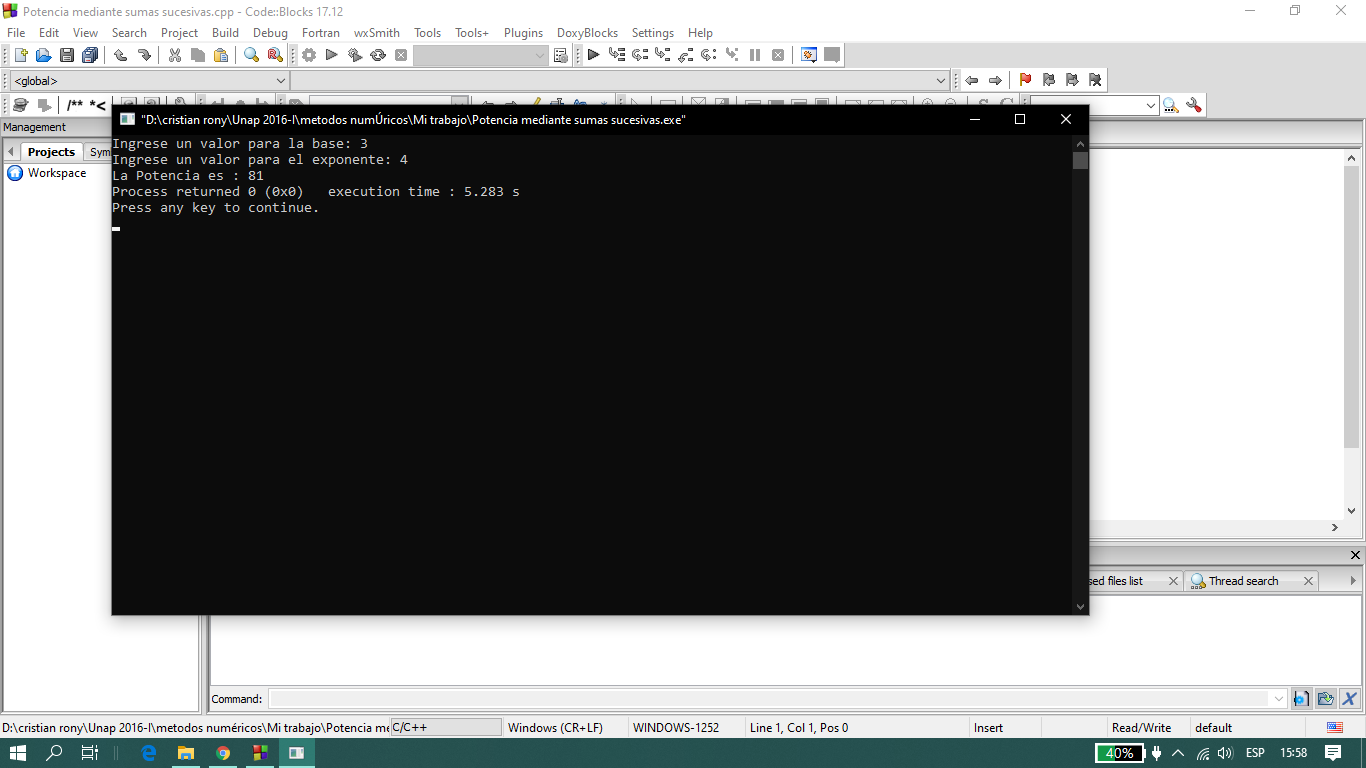 Potencia mediante sumas sucesivas.cpp - Code::Blocks 17.12
File Edit View Search Project Build Debug Fortran wxSmith Tools Tools+ Plugins DoxyBlocks Settings Help
<global>
/** *<
Management
"D:\cristian rony\Unap 2016-I\metodos numÚricos\Mi trabajo\Potencia mediante sumas sucesivas.exe"
Projects Sym
Workspace
Ingrese un valor para la base: 3
Ingrese un valor para el exponente: 4
La Potencia es : 81
Process returned 0 (0x0)   execution time : 5.283 s
Press any key to continue.
sed files list Thread search
Command:
D:\cristian rony\Unap 2016-I\metodos numéricos\Mi trabajo\Potencia me C/C++ Windows (CR+LF) WINDOWS-1252 Line 1, Col 1, Pos 0 Insert Read/Write default
40% ESP 15:58